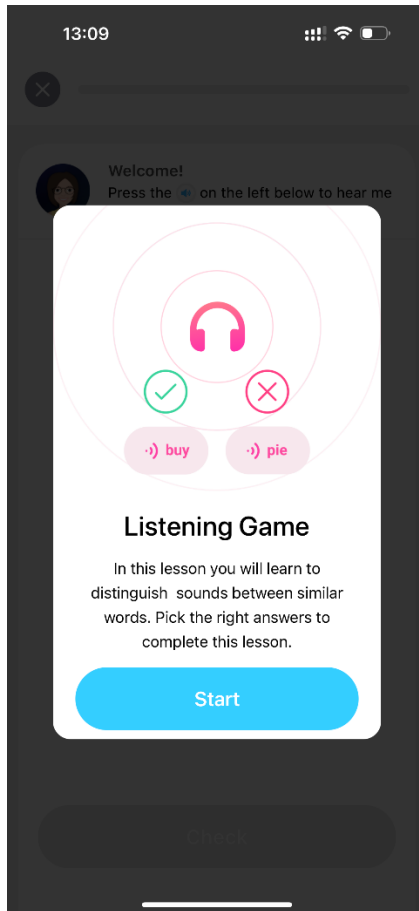 13:09
Welcome!
Press the on the left below to hear me
buy
pie
Listening Game
In this lesson you will learn to
distinguish sounds between similar
words. Pick the right answers to
complete this lesson.
Start
Check